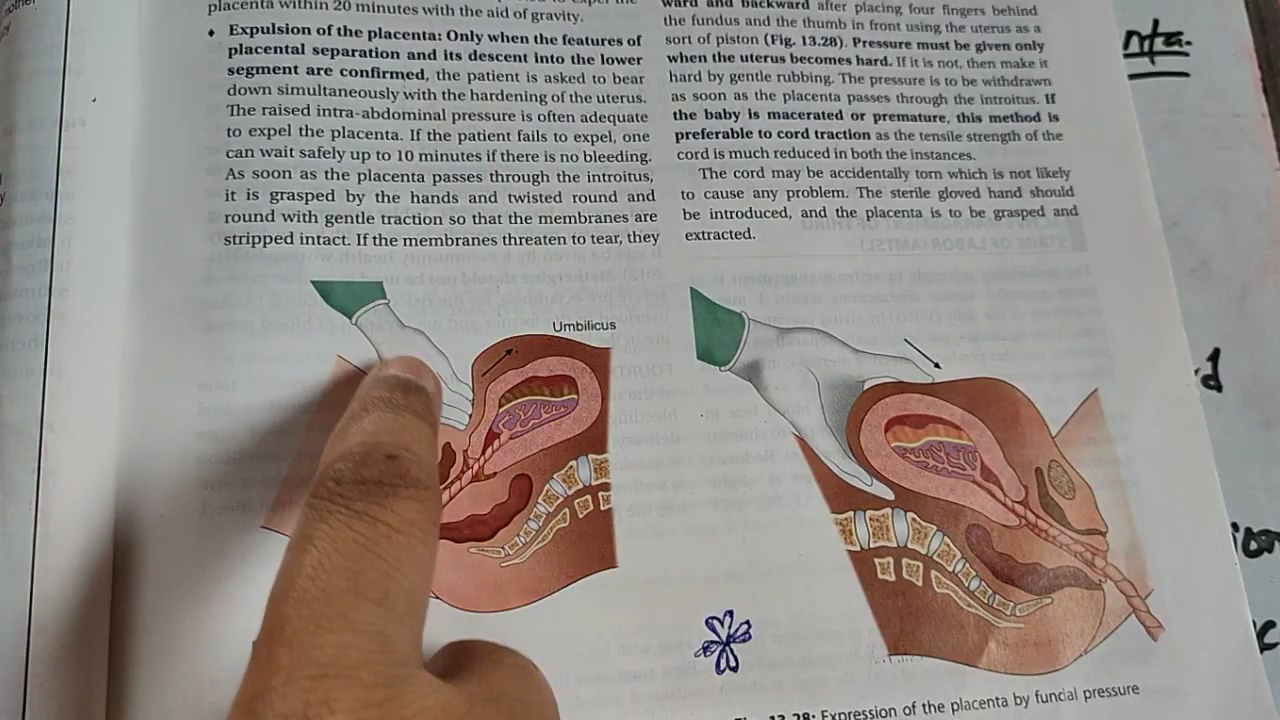 placenta within 20 minutes with the aid of gravity.
♦ Expulsion of the placenta: Only when the features of
placental separation and its descent into the lower
segment are confirmed, the patient is asked to bear
down simultaneously with the hardening of the uterus.
The raised intra-abdominal pressure is often adequate
to expel the placenta. If the patient fails to expel, one
can wait safely up to 10 minutes if there is no bleeding.
As soon as the placenta passes through the introitus,
it is grasped by the hands and twisted round and
round with gentle traction so that the membranes are
stripped intact. If the membranes threaten to tear, they
ward and backward after placing four fingers behind
the fundus and the thumb in front using the uterus as a
sort of piston (Fig. 13.28). Pressure must be given only
when the uterus becomes hard. If it is not, then make it
hard by gentle rubbing. The pressure is to be withdrawn
as soon as the placenta passes through the introitus. If
the baby is macerated or premature, this method is
preferable to cord traction as the tensile strength of the
cord is much reduced in both the instances.
The cord may be accidentally torn which is not likely
to cause any problem. The sterile gloved hand should
be introduced, and the placenta is to be grasped and
extracted.
Umbilicus
13.28: Expression of the placenta by fundal pressure